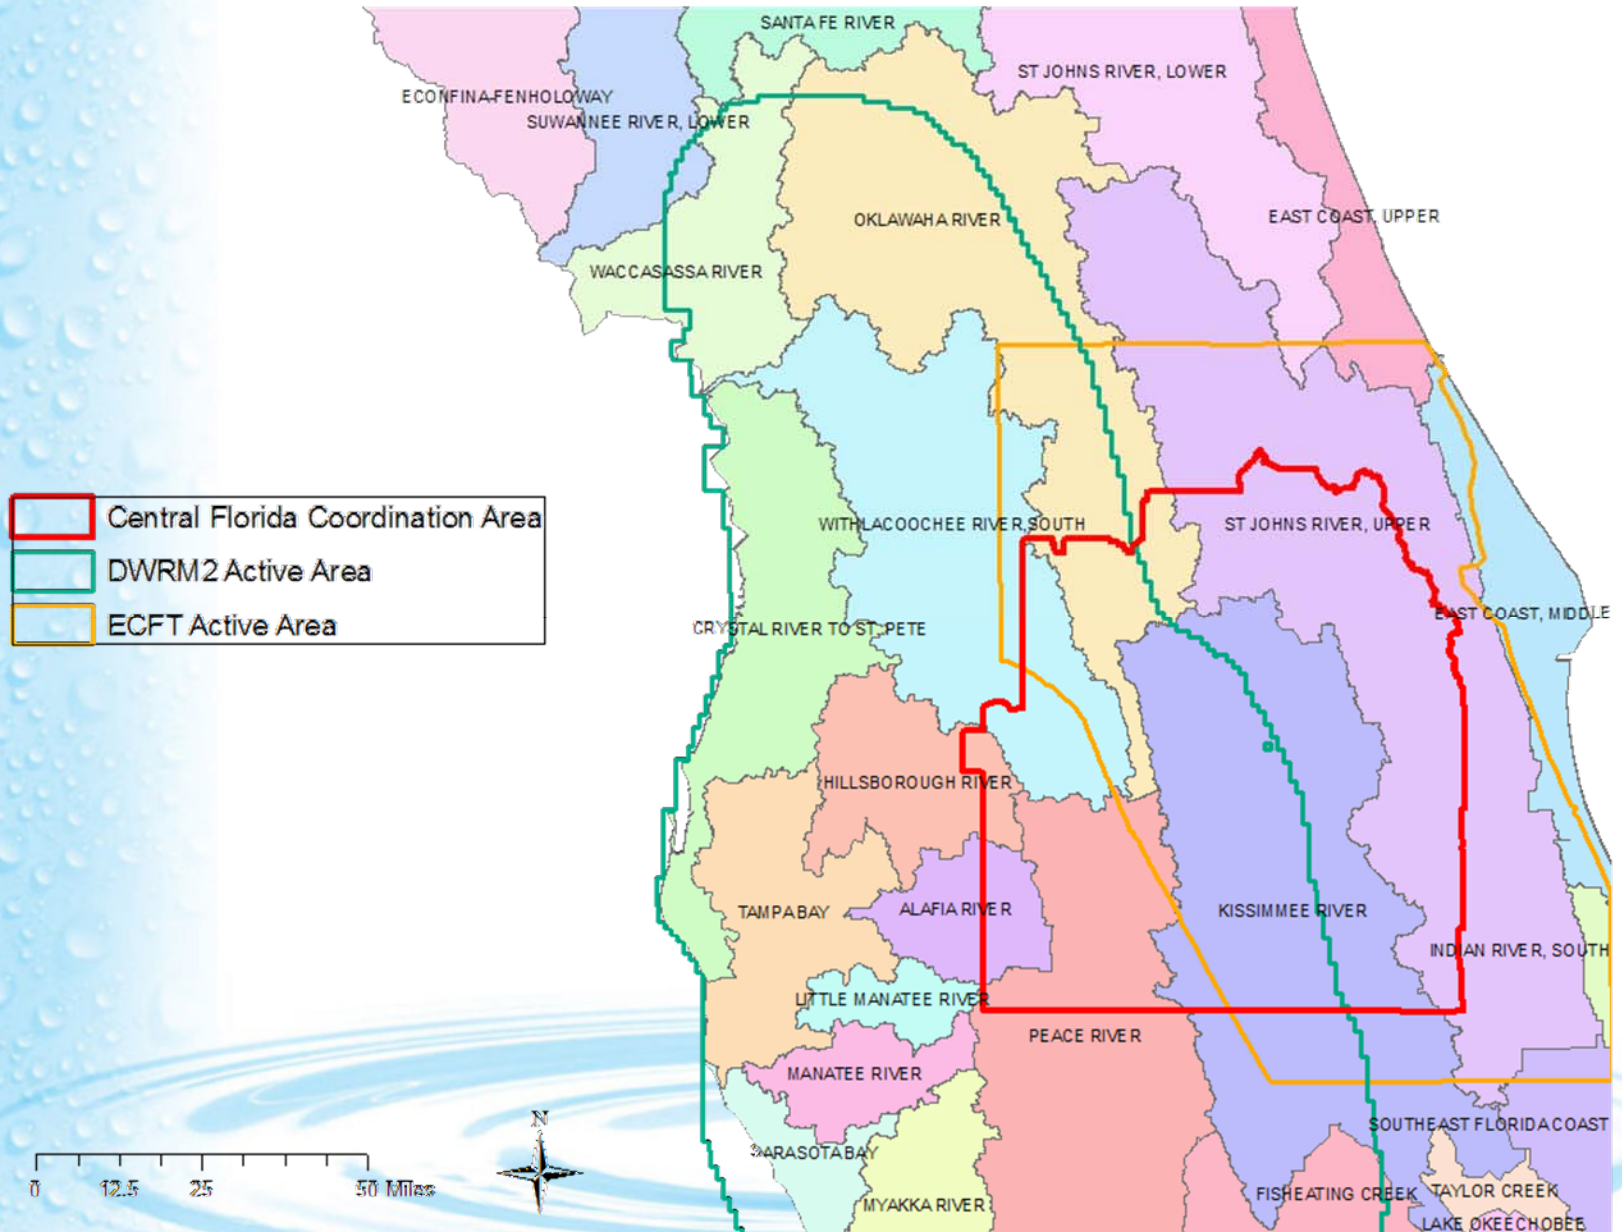 SANTA FE RIVER
ST JOHNS RIVER, LOWER
ECONFINA-FENHOLOWAY
SUWANNEE RIVER, LOWER
EAST COAST, UPPER
OKLAWAHA RIVER
WACCASASSA RIVER
Central Florida Coordination Area
DWRM2 Active Area
ECFT Active Area
WITHLACOOCHEE RIVER,SOUTH
ST JOHNS RIVER, UPPER
EAST COAST, MIDDLE
CRYSTAL RIVER TO ST. PETE
HILLSBOROUGH RIVER
TAMPA BAY
ALAFIA RIVER
KISSIMMEE RIVER
INDIAN RIVER, SOUTH
LITTLE MANATEE RIVER
PEACE RIVER
MANATEE RIVER
SOUTHEAST FLORIDA COAST
SARASOTA BAY
N
0 12.5 25 50 Miles
MYAKKA RIVER
FISHEATING CREEK
TAYLOR CREEK
LAKE OKEECHOBEE